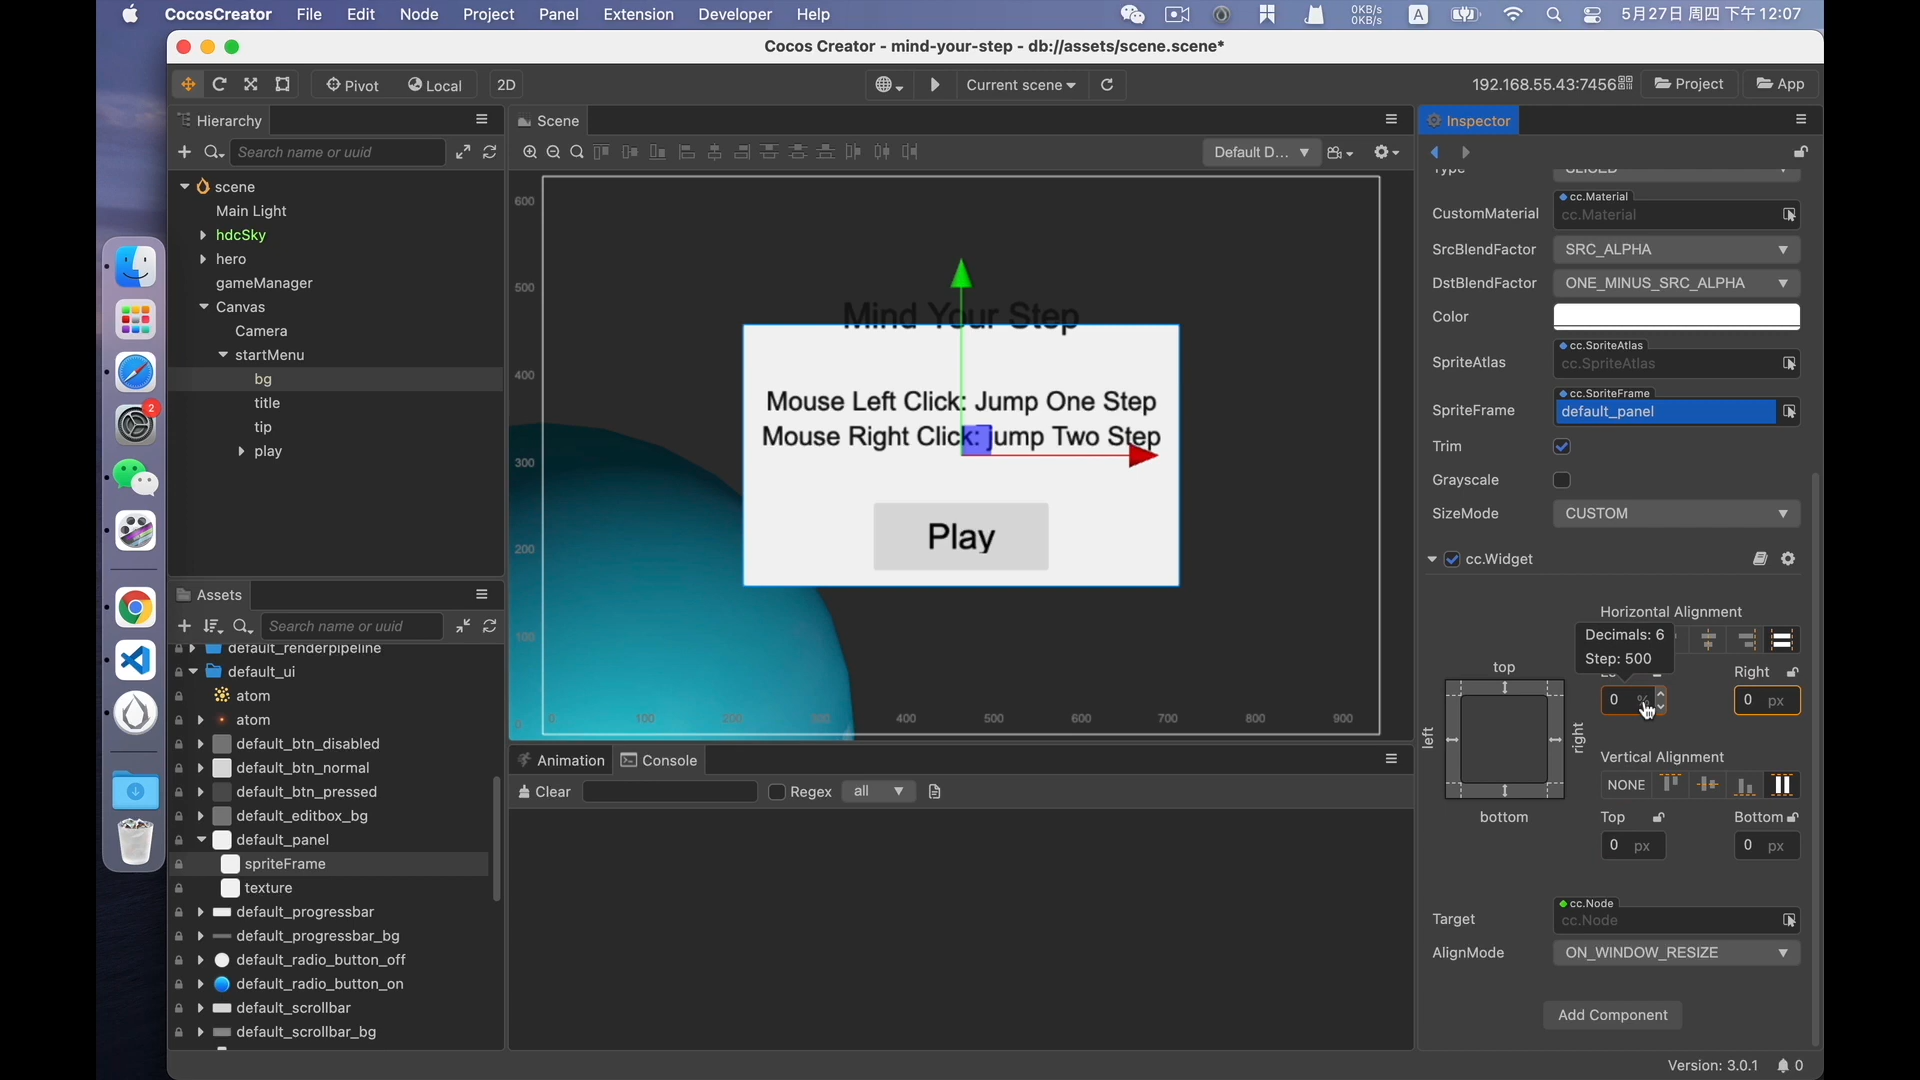 CocosCreator File Edit Node Project Panel Extension Developer Help
0KB/s
0KB/s
A
5月27日 周四 下午 12:07
Cocos Creator - mind-your-step - db://assets/scene.scene*
Pivot Local 2D
Current scene
192.168.55.43:7456 Project App
Hierarchy
Search name or uuid
scene
Main Light
hdcSky
hero
gameManager
Canvas
Camera
startMenu
bg
title
tip
play
2
Assets
Search name or uuid
default_renderpipeline
default_ui
atom
atom
default_btn_disabled
default_btn_normal
default_btn_pressed
default_editbox_bg
default_panel
spriteFrame
texture
default_progressbar
default_progressbar_bg
default_radio_button_off
default_radio_button_on
default_scrollbar
default_scrollbar_bg
Scene
Default D...
600
500
400
300
200
100
0
0 100 200 300 400 500 600 700 800 900
Mind Your Step
Mouse Left Click: Jump One Step
Mouse Right Click: Jump Two Step
Play
Animation Console
Clear Regex all
Inspector
Type SLICED
cc.Material
CustomMaterial cc.Material
SrcBlendFactor SRC_ALPHA
DstBlendFactor ONE_MINUS_SRC_ALPHA
Color
cc.SpriteAtlas
SpriteAtlas cc.SpriteAtlas
cc.SpriteFrame
SpriteFrame default_panel
Trim
Grayscale
SizeMode CUSTOM
cc.Widget
Horizontal Alignment
Decimals: 6
Step: 500
top
Right
0 % 0 px
left
right
Vertical Alignment
NONE
bottom
Top Bottom
0 px 0 px
cc.Node
Target cc.Node
AlignMode ON_WINDOW_RESIZE
Add Component
Version: 3.0.1 0